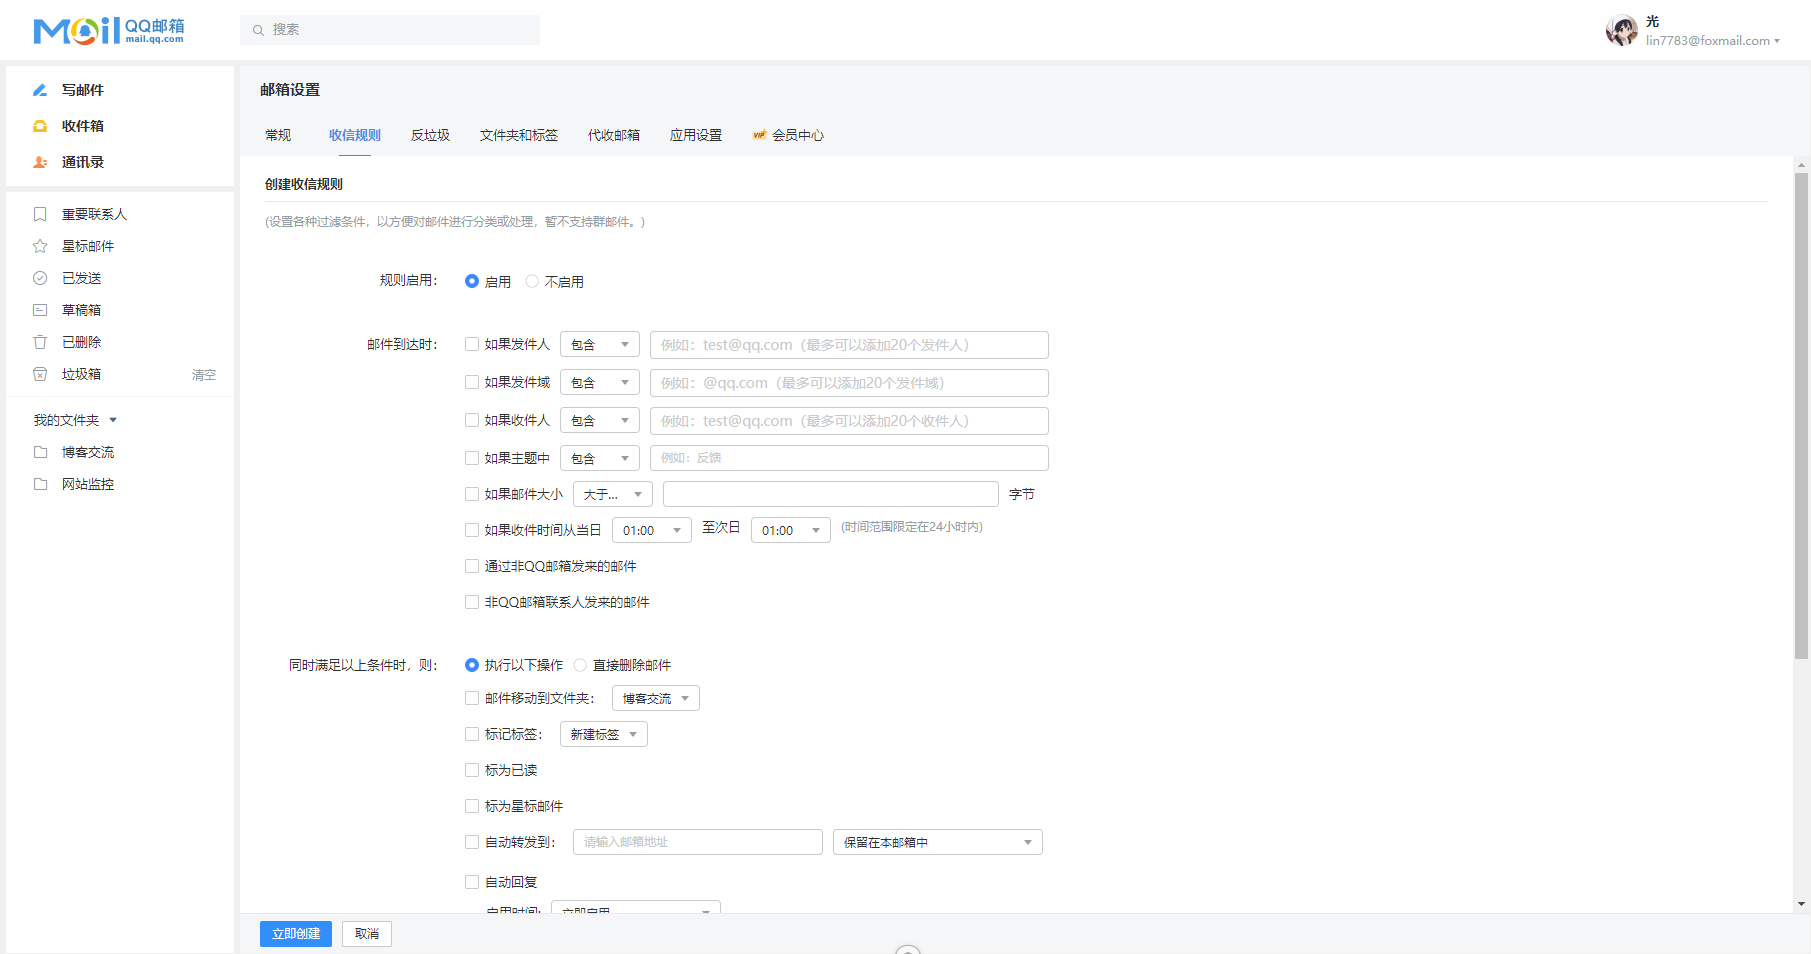 Mail QQ邮箱
mail.qq.com
搜索
光
lin7783@foxmail.com
写邮件
收件箱
通讯录
重要联系人
星标邮件
已发送
草稿箱
已删除
垃圾箱 清空
我的文件夹
博客交流
网站监控
邮箱设置
常规 收信规则 反垃圾 文件夹和标签 代收邮箱 应用设置 VIP 会员中心
创建收信规则
(设置各种过滤条件，以方便对邮件进行分类或处理，暂不支持群邮件。)
规则启用： 启用 不启用
邮件到达时： 如果发件人 包含 例如：test@qq.com（最多可以添加20个发件人）
如果发件域 包含 例如：@qq.com（最多可以添加20个发件域）
如果收件人 包含 例如：test@qq.com（最多可以添加20个收件人）
如果主题中 包含 例如：反馈
如果邮件大小 大于... 字节
如果收件时间从当日 01:00 至次日 01:00 (时间范围限定在24小时内)
通过非QQ邮箱发来的邮件
非QQ邮箱联系人发来的邮件
同时满足以上条件时，则： 执行以下操作 直接删除邮件
邮件移动到文件夹： 博客交流
标记标签： 新建标签
标为已读
标为星标邮件
自动转发到： 请输入邮箱地址 保留在本邮箱中
自动回复
启用时间: 立即启用
立即创建 取消